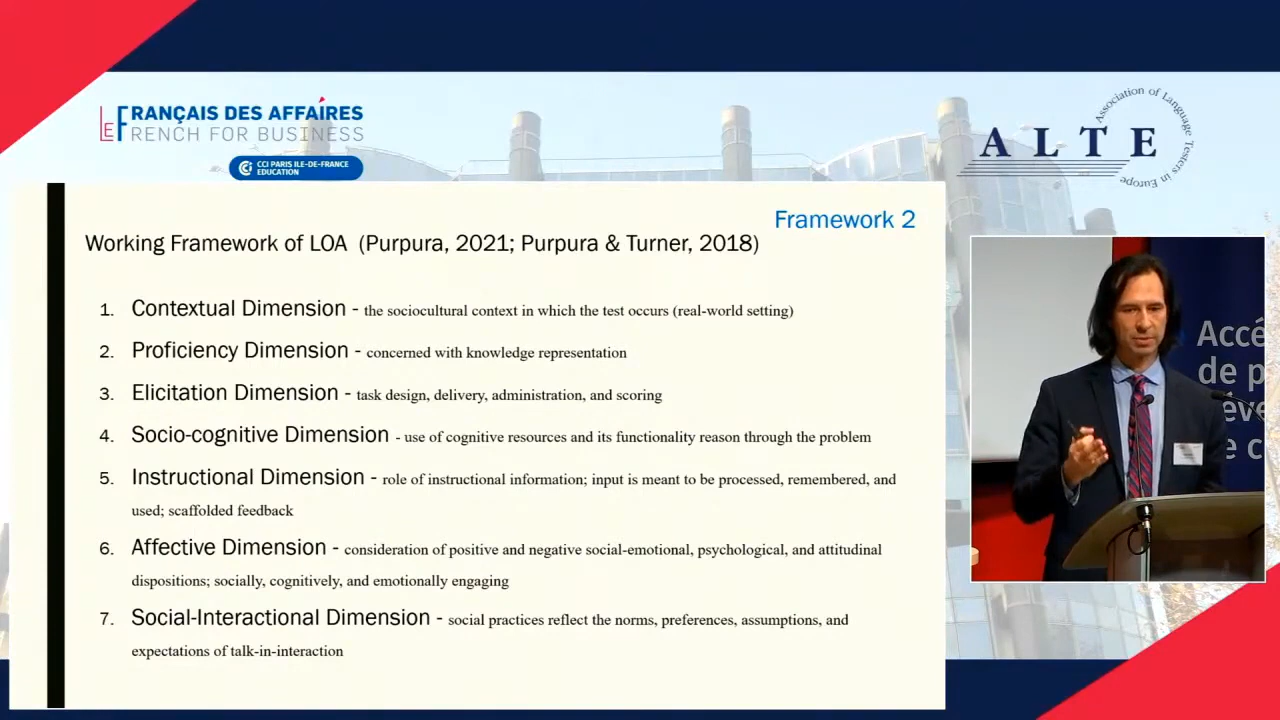 LE FRANÇAIS DES AFFAIRES
FRENCH FOR BUSINESS
CCI PARIS ILE-DE-FRANCE
EDUCATION
ALTE
Association of Language Testers in Europe
Framework 2
Working Framework of LOA (Purpura, 2021; Purpura & Turner, 2018)
1. Contextual Dimension - the sociocultural context in which the test occurs (real-world setting)
2. Proficiency Dimension - concerned with knowledge representation
3. Elicitation Dimension - task design, delivery, administration, and scoring
4. Socio-cognitive Dimension - use of cognitive resources and its functionality reason through the problem
5. Instructional Dimension - role of instructional information; input is meant to be processed, remembered, and
used; scaffolded feedback
6. Affective Dimension - consideration of positive and negative social-emotional, psychological, and attitudinal
dispositions; socially, cognitively, and emotionally engaging
7. Social-Interactional Dimension - social practices reflect the norms, preferences, assumptions, and
expectations of talk-in-interaction
Accé
de p